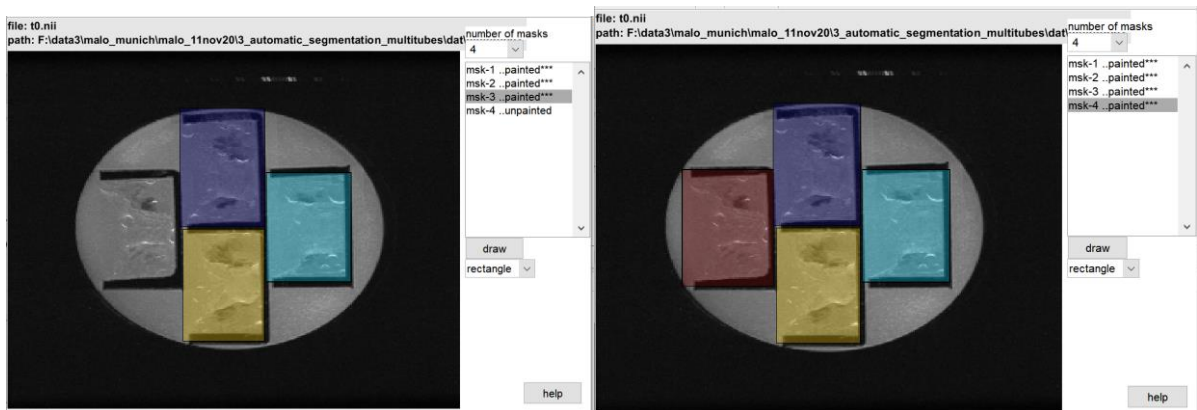 file: t0.nii
path: F:\data3\malo_munich\malo_11nov20\3_automatic_segmentation_multitubes\dat\
number of masks
4
msk-1 ..painted***
msk-2 ..painted***
msk-3 ..painted***
msk-4 ..unpainted
draw
rectangle
help
file: t0.nii
path: F:\data3\malo_munich\malo_11nov20\3_automatic_segmentation_multitubes\dat\
number of masks
4
msk-1 ..painted***
msk-2 ..painted***
msk-3 ..painted***
msk-4 ..painted***
draw
rectangle
help